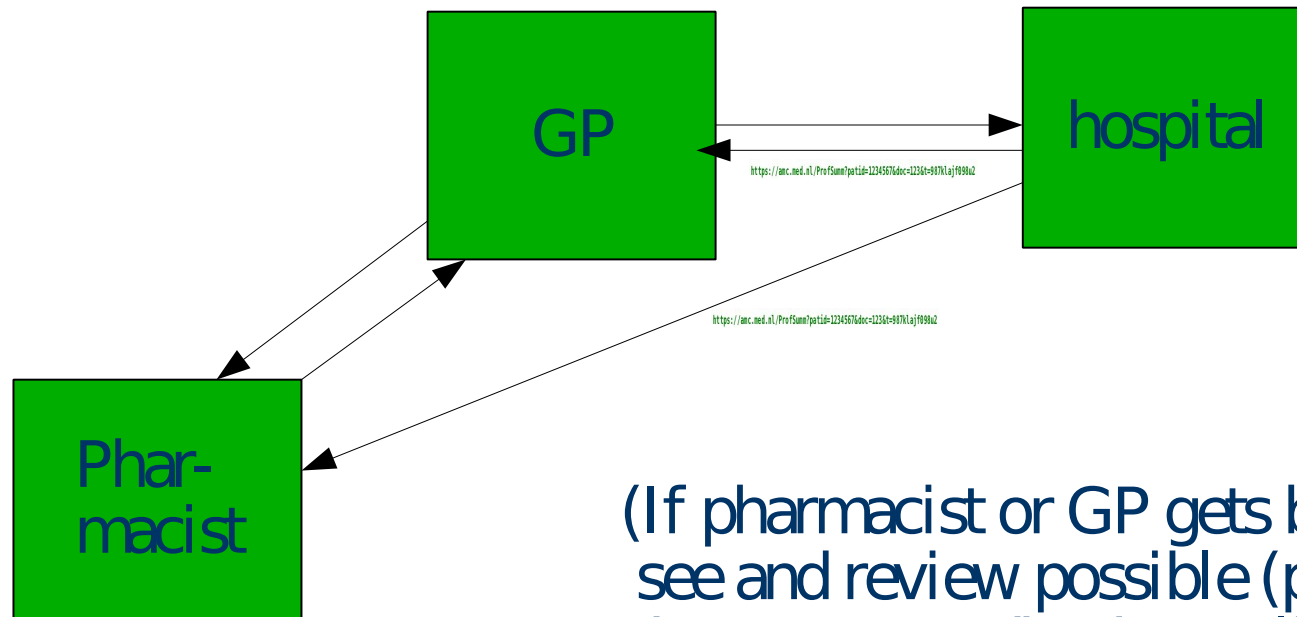 GP
hospital
https://amc.med.nl/ProfSumm?patid=1234567&doc=123&t=987klajf098u2
https://amc.med.nl/ProfSumm?patid=1234567&doc=123&t=987klajf098u2
Phar-
macist
(If pharmacist or GP gets
see and review possible